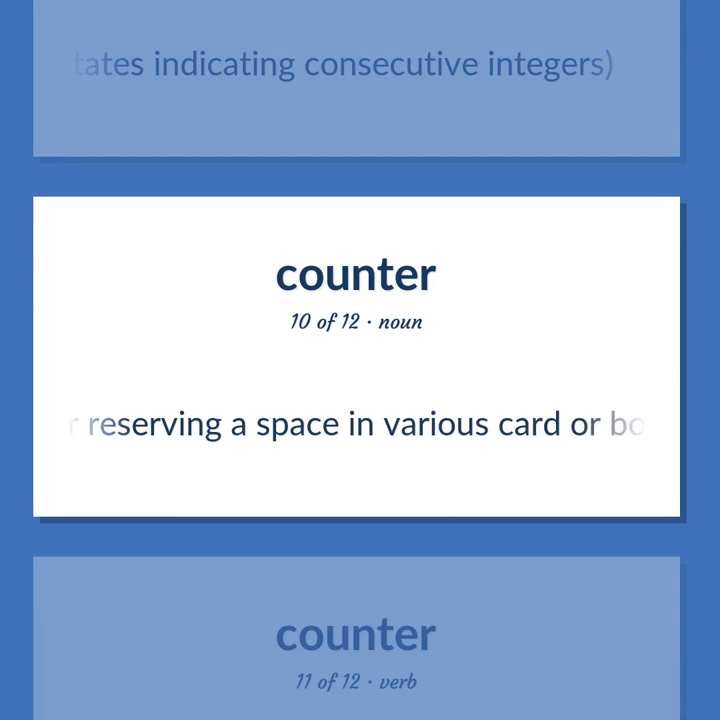 tates indicating consecutive integers)
counter
10 of 12 · noun
r reserving a space in various card or bo
counter
11 of 12 · verb